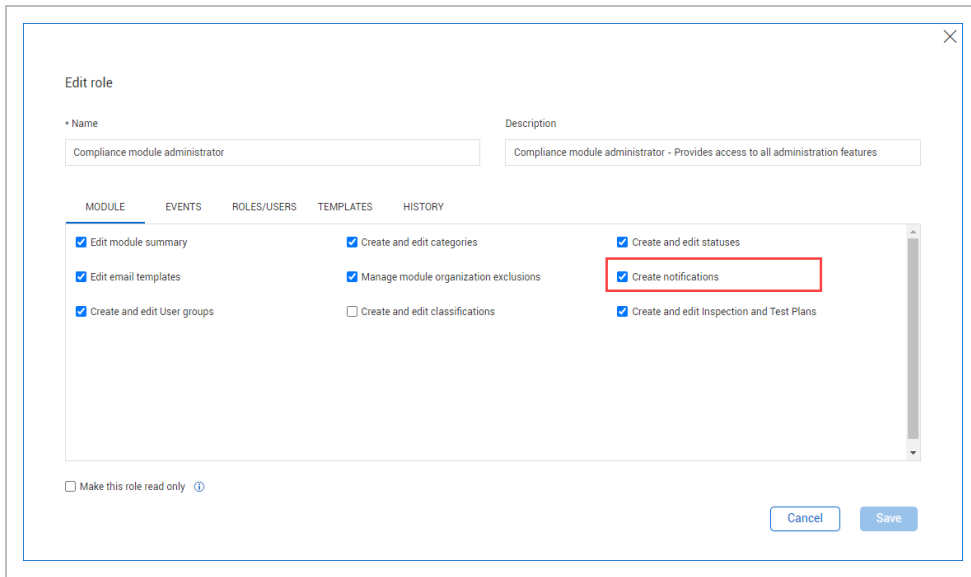 Edit role
* Name
Description
Compliance module administrator
Compliance module administrator - Provides access to all administration features
MODULE EVENTS ROLES/USERS TEMPLATES HISTORY
Edit module summary
Create and edit categories
Create and edit statuses
Edit email templates
Manage module organization exclusions
Create notifications
Create and edit User groups
Create and edit classifications
Create and edit Inspection and Test Plans
Make this role read only
Cancel
Save